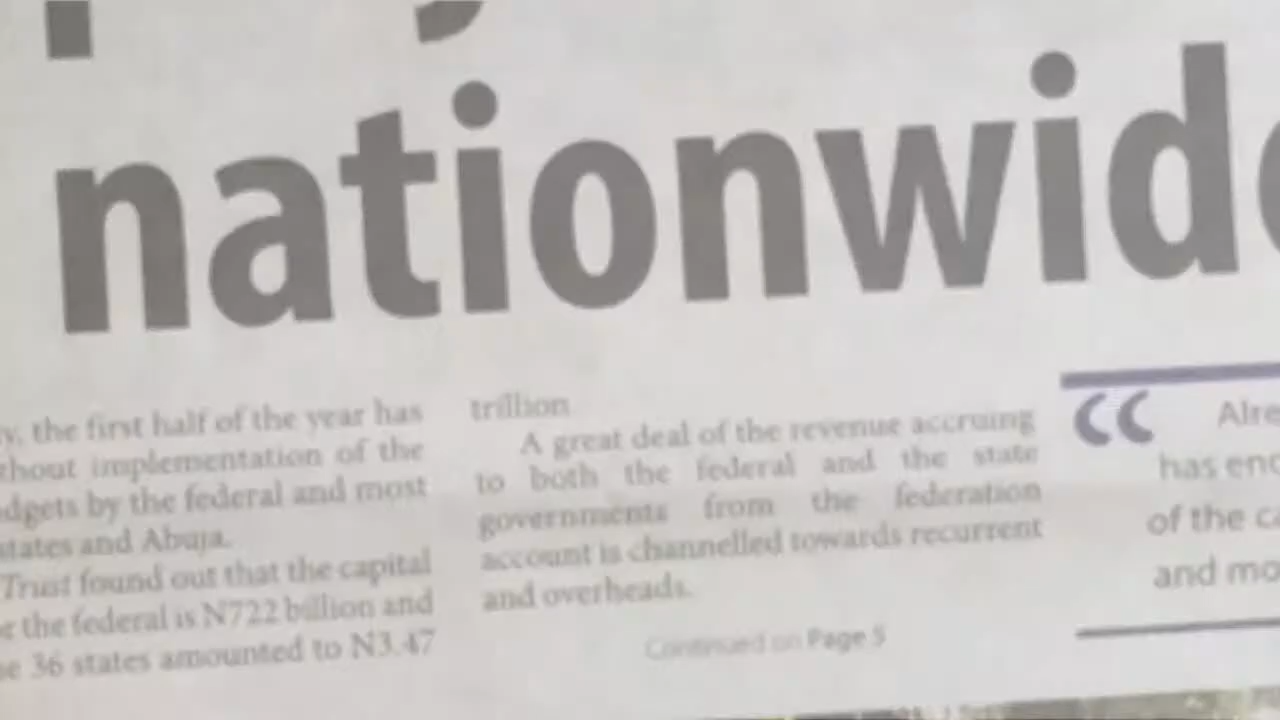 nationwide
y, the first half of the year has
thout implementation of the
dgets by the federal and most
states and Abuja.
Trust found out that the capital
the federal is N722 billion and
36 states amounted to N3.47
trillion
A great deal of the revenue accruing
to both the federal and the state
governments from the federation
account is channelled towards recurrent
and overheads.
Continued on Page 5
“ Alre
has end
of the ca
and mo